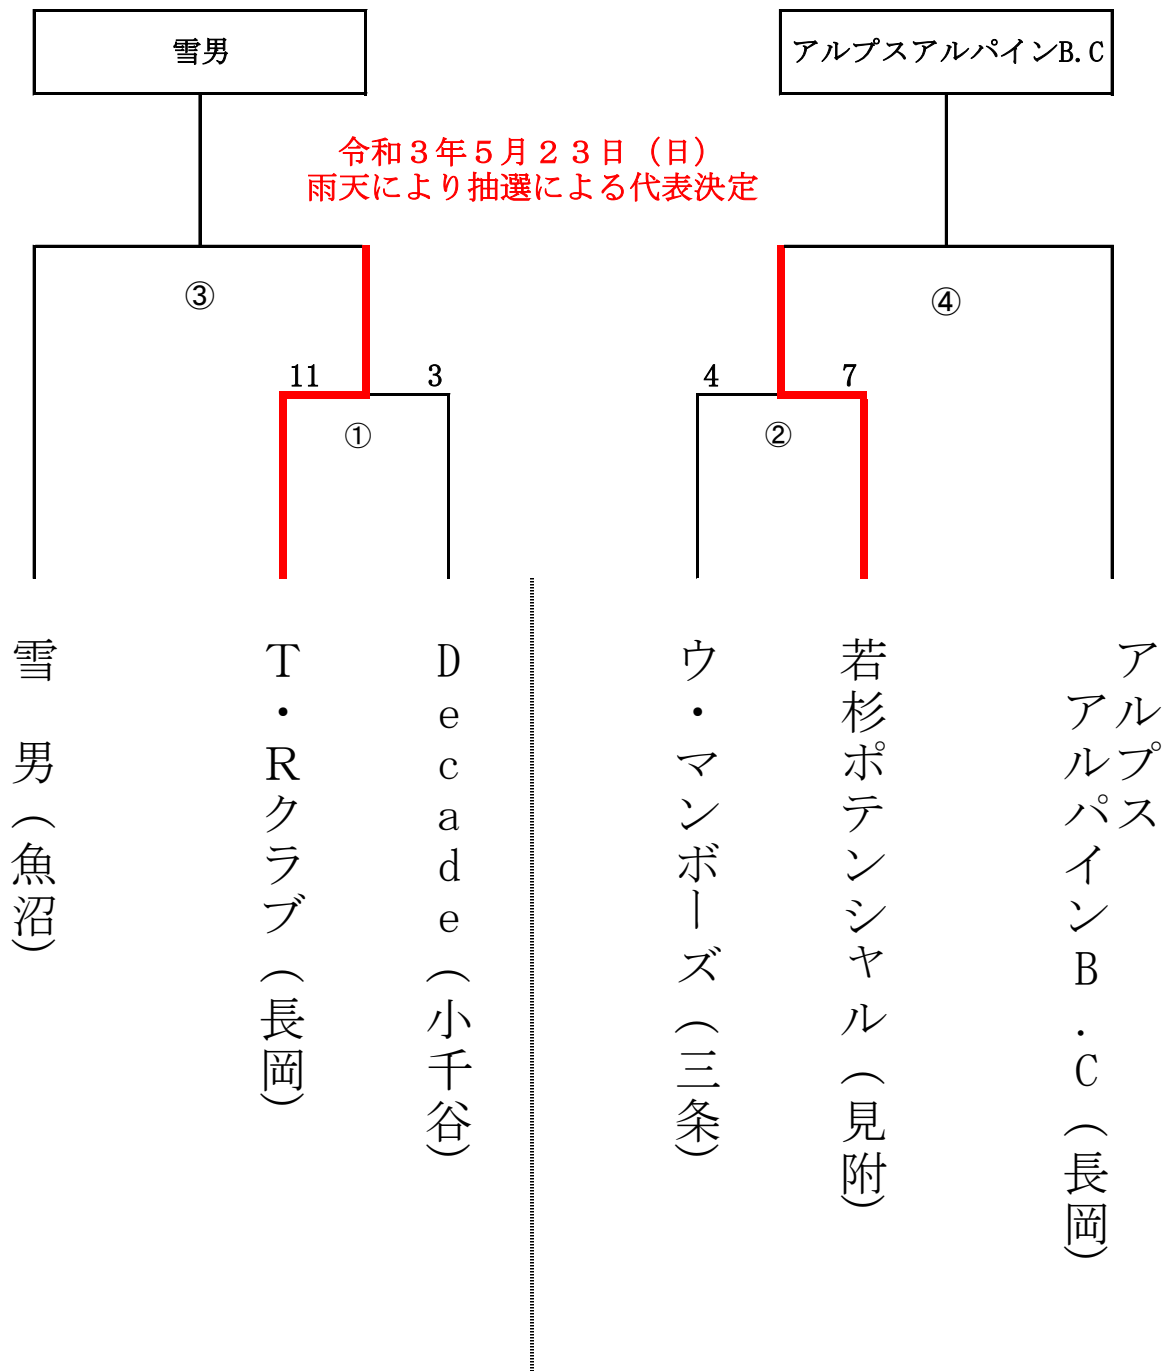 雪男
アルプスアルパインB.C
令和３年５月２３日（日）
雨天により抽選による代表決定
③
④
11
3
4
7
①
②
雪　男（魚沼）
Ｔ・Ｒクラブ（長岡）
Decade（小千谷）
ウ・マンボーズ（三条）
若杉ポテンシャル（見附）
アルプス
アルパインB.C（長岡）